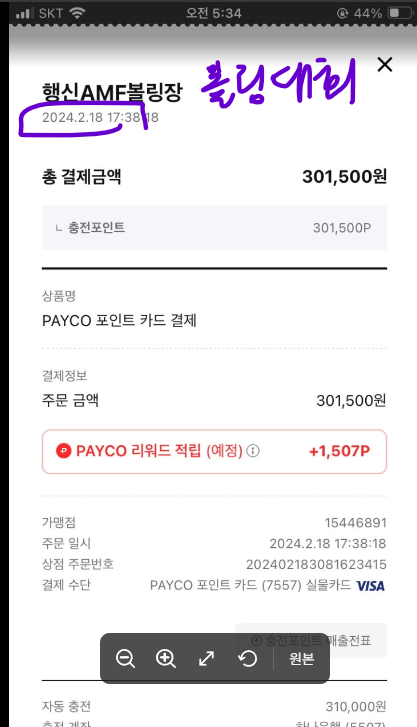 SKT 오전 5:34 44%
행신AMF볼링장 볼링대회
2024.2.18 17:38:18
총 결제금액 301,500원
충전포인트 301,500P
상품명
PAYCO 포인트 카드 결제
결제정보
주문 금액 301,500원
PAYCO 리워드 적립 (예정) +1,507P
가맹점 15446891
주문 일시 2024.2.18 17:38:18
상점 주문번호 202402183081623415
결제 수단 PAYCO 포인트 카드 (7557) 실물카드 VISA
충전포인트 매출전표
원본
자동 충전 310,000원
충전 계좌 하나은행 (5507)